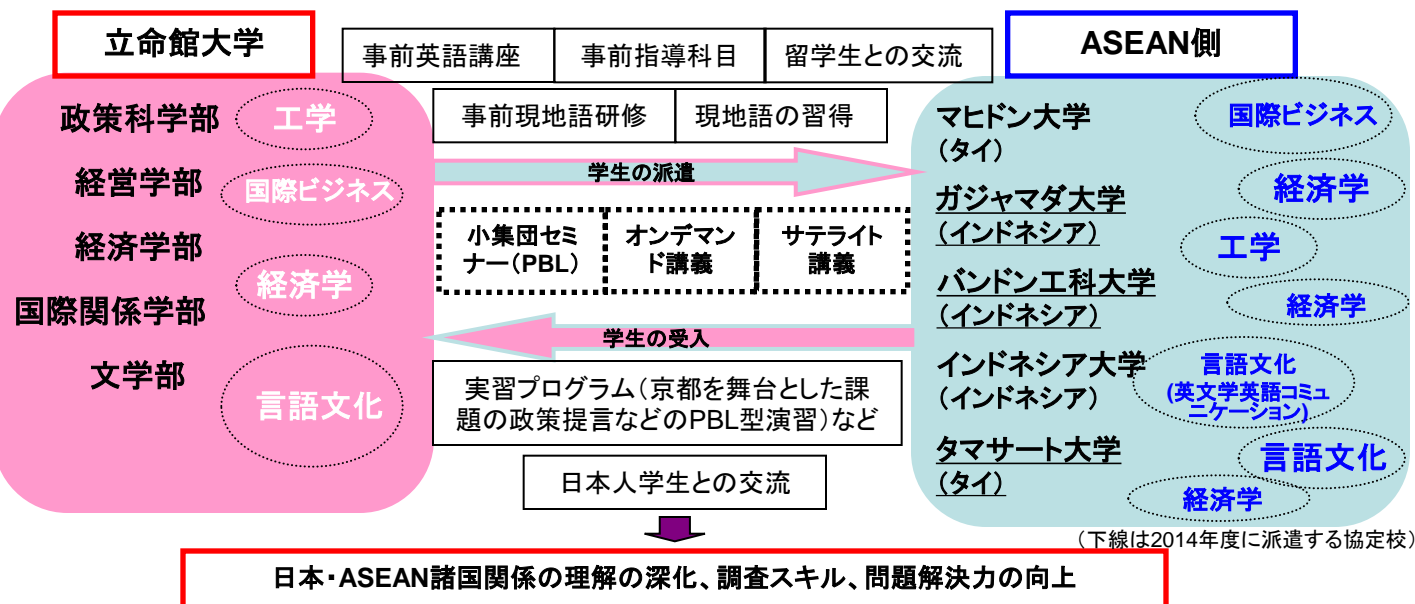 立命館大学
事前英語講座
事前指導科目
留学生との交流
ASEAN側
事前現地語研修
現地語の習得
政策科学部
工学
経営学部
国際ビジネス
経済学部
経済学
国際関係学部
文学部
言語文化
学生の派遣
小集団セミ
ナー(PBL)
オンデマン
ド講義
サテライト
講義
学生の受入
実習プログラム(京都を舞台とした課
題の政策提言などのPBL型演習)など
日本人学生との交流
マヒドン大学
(タイ)
国際ビジネス
ガジャマダ大学
(インドネシア)
経済学
工学
バンドン工科大学
(インドネシア)
経済学
インドネシア大学
(インドネシア)
言語文化
(英文学英語コミュ
ニケーション)
タマサート大学
(タイ)
言語文化
経済学
(下線は2014年度に派遣する協定校)
日本・ASEAN諸国関係の理解の深化、調査スキル、問題解決力の向上